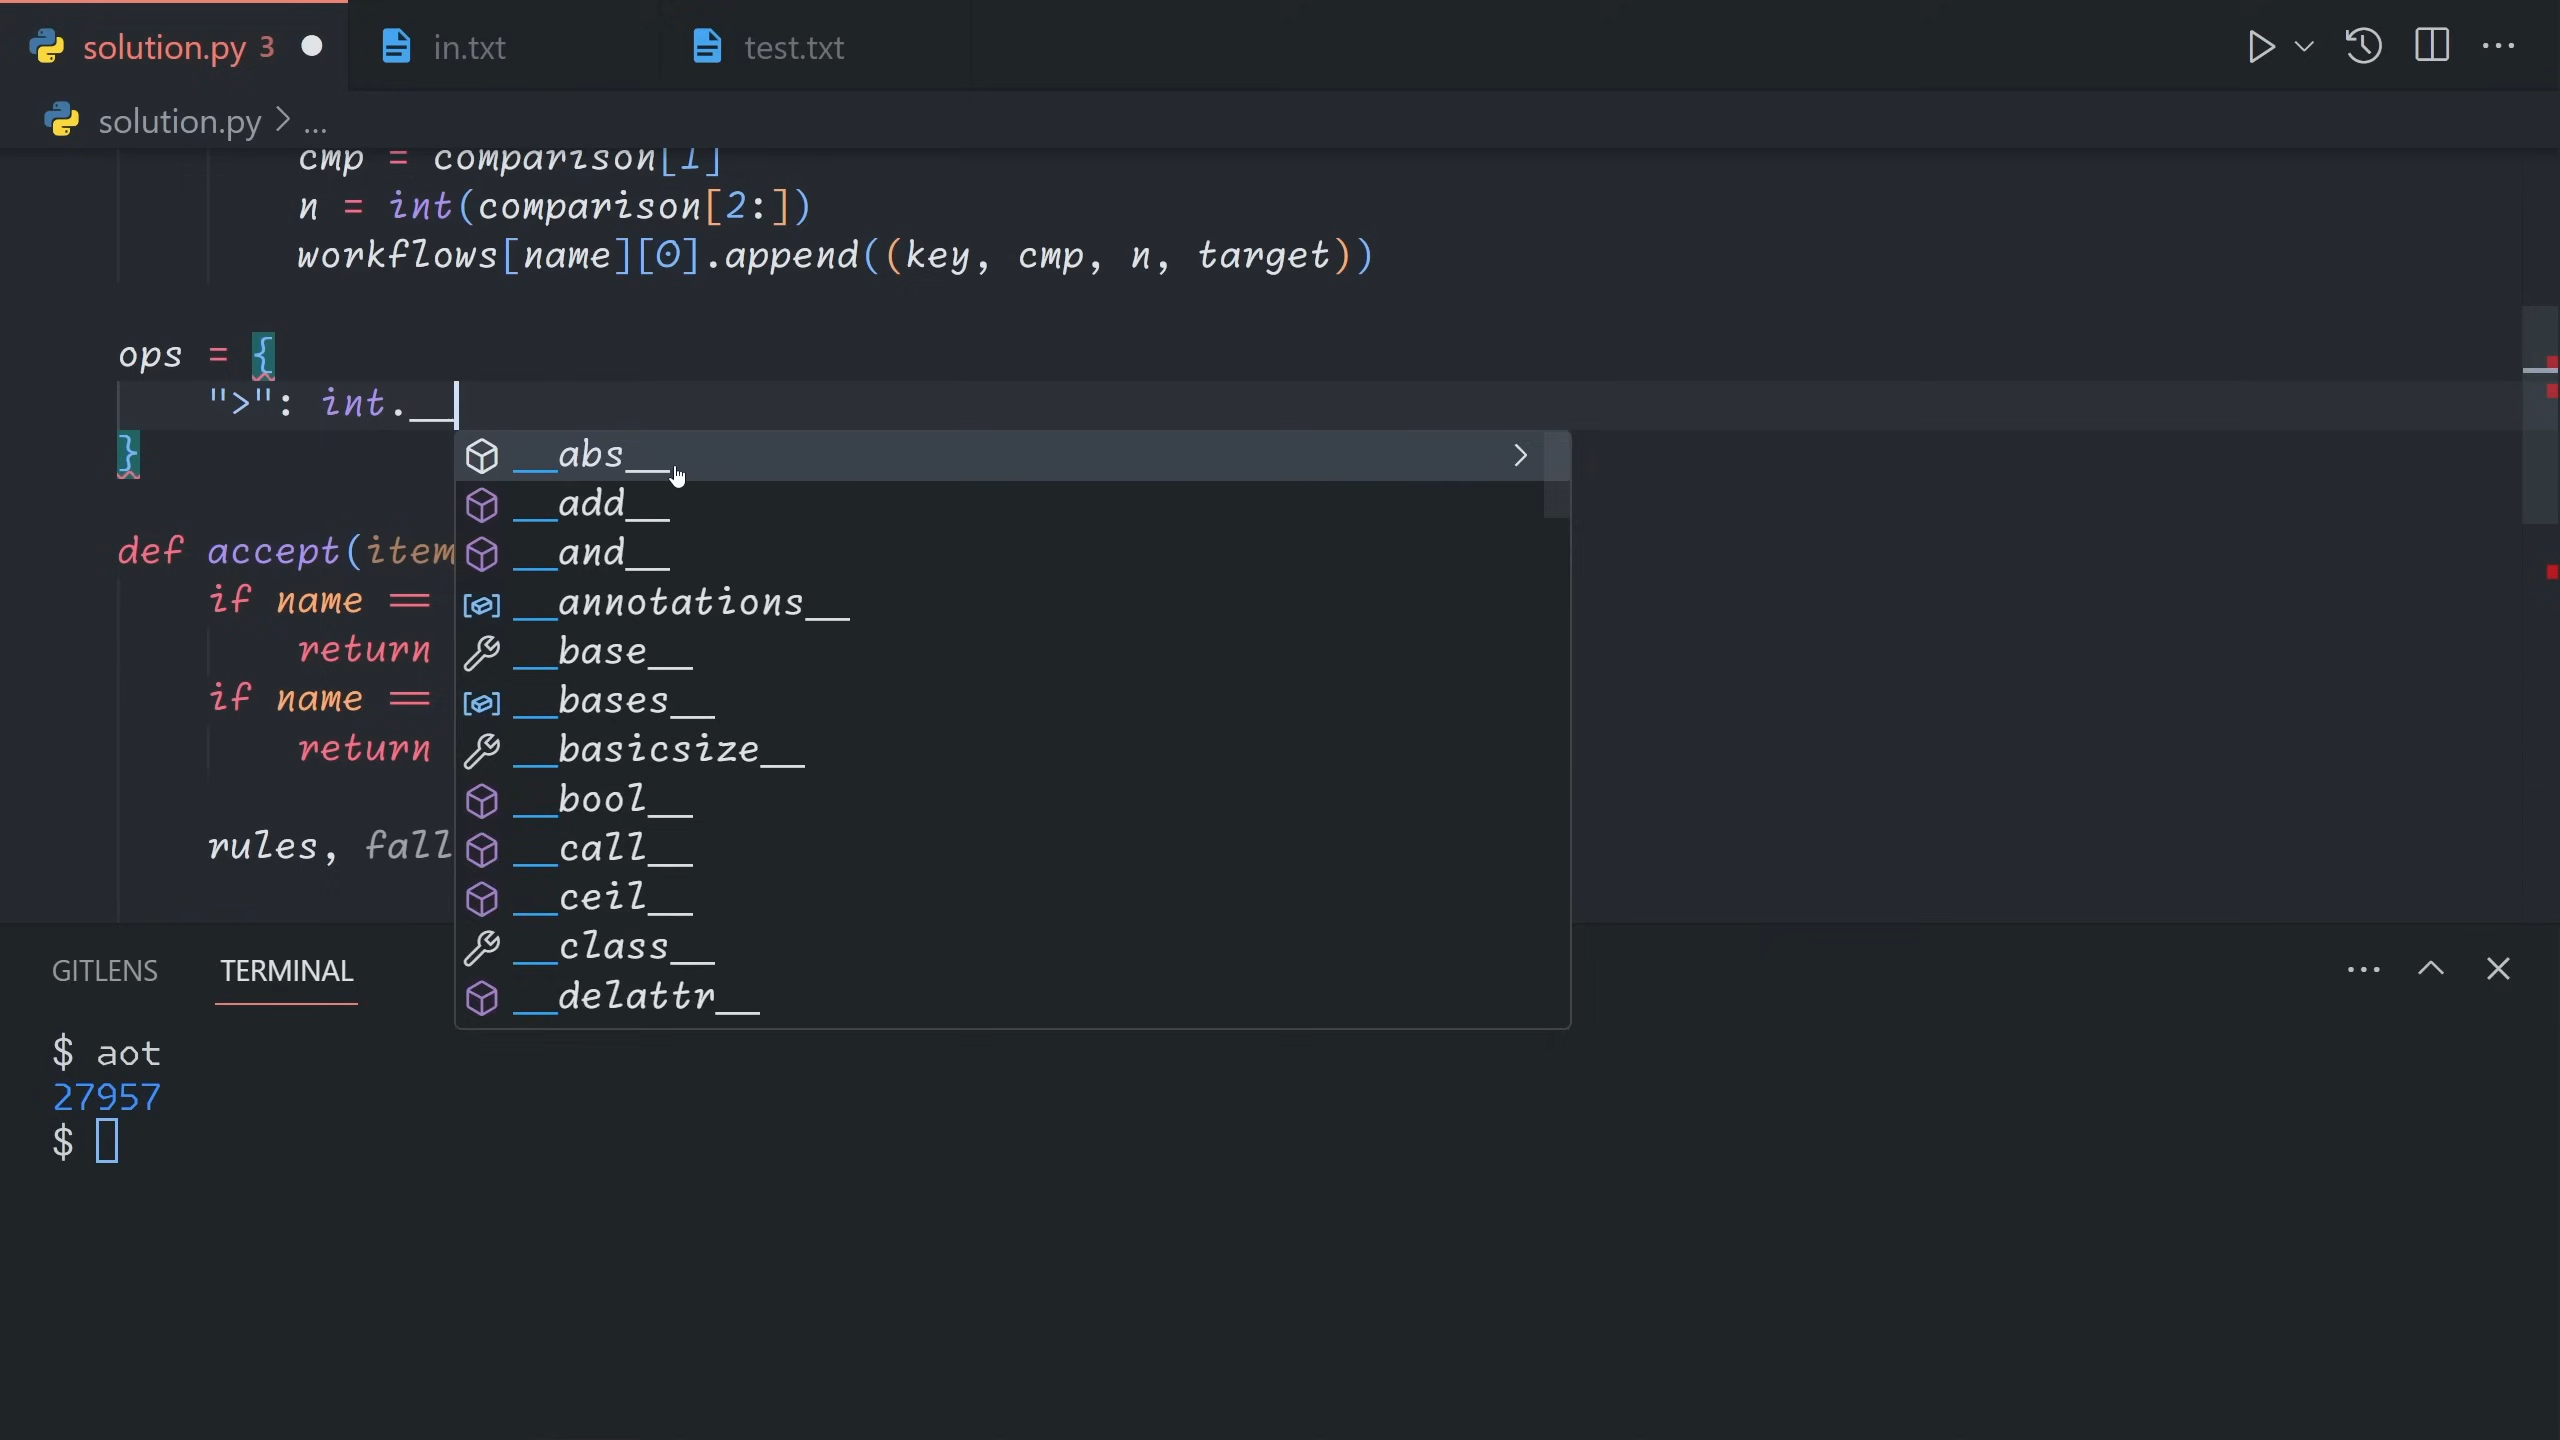 solution.py 3
in.txt
test.txt
solution.py > ...
cmp = comparison[1]
n = int(comparison[2:])
workflows[name][0].append((key, cmp, n, target))
ops = {
">": int.__
}
def accept(item
if name ==
return
if name ==
return
rules, fall
__abs__
__add__
__and__
__annotations__
__base__
__bases__
__basicsize__
__bool__
__call__
__ceil__
__class__
__delattr__
GITLENS
TERMINAL
$ aot
27957
$